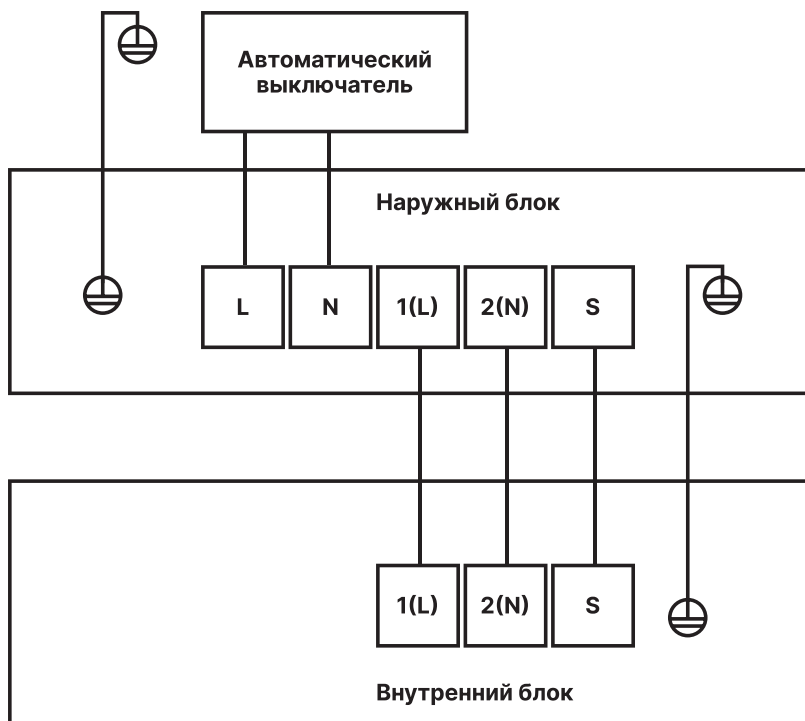 Автоматический
выключатель
Наружный блок
L N 1(L) 2(N) S
1(L) 2(N) S
Внутренний блок